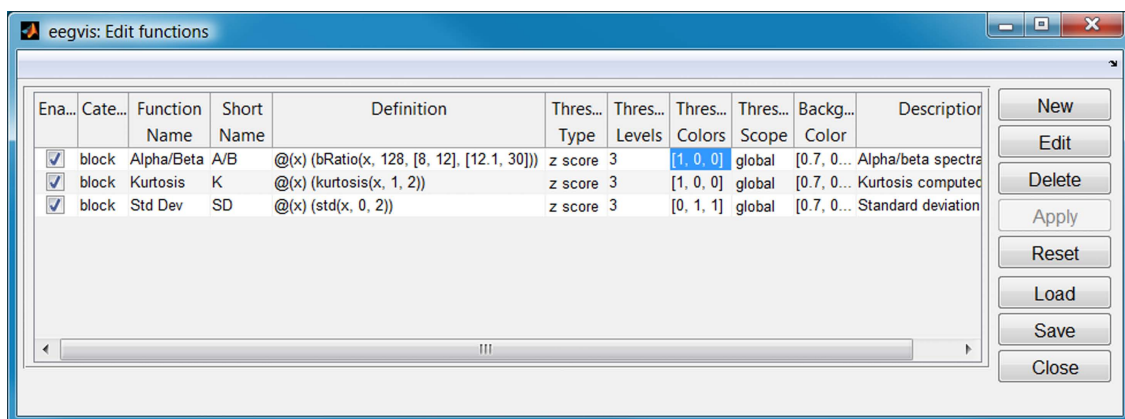 eegvis: Edit functions
Ena... Cate... Function Name Short Name Definition Thres... Type Thres... Levels Thres... Colors Thres... Scope Backg... Color Description
block Alpha/Beta A/B @(x) (bRatio(x, 128, [8, 12], [12.1, 30])) z score 3 [1, 0, 0] global [0.7, 0... Alpha/beta spectra
block Kurtosis K @(x) (kurtosis(x, 1, 2)) z score 3 [1, 0, 0] global [0.7, 0... Kurtosis computed
block Std Dev SD @(x) (std(x, 0, 2)) z score 3 [0, 1, 1] global [0.7, 0... Standard deviation
New
Edit
Delete
Apply
Reset
Load
Save
Close